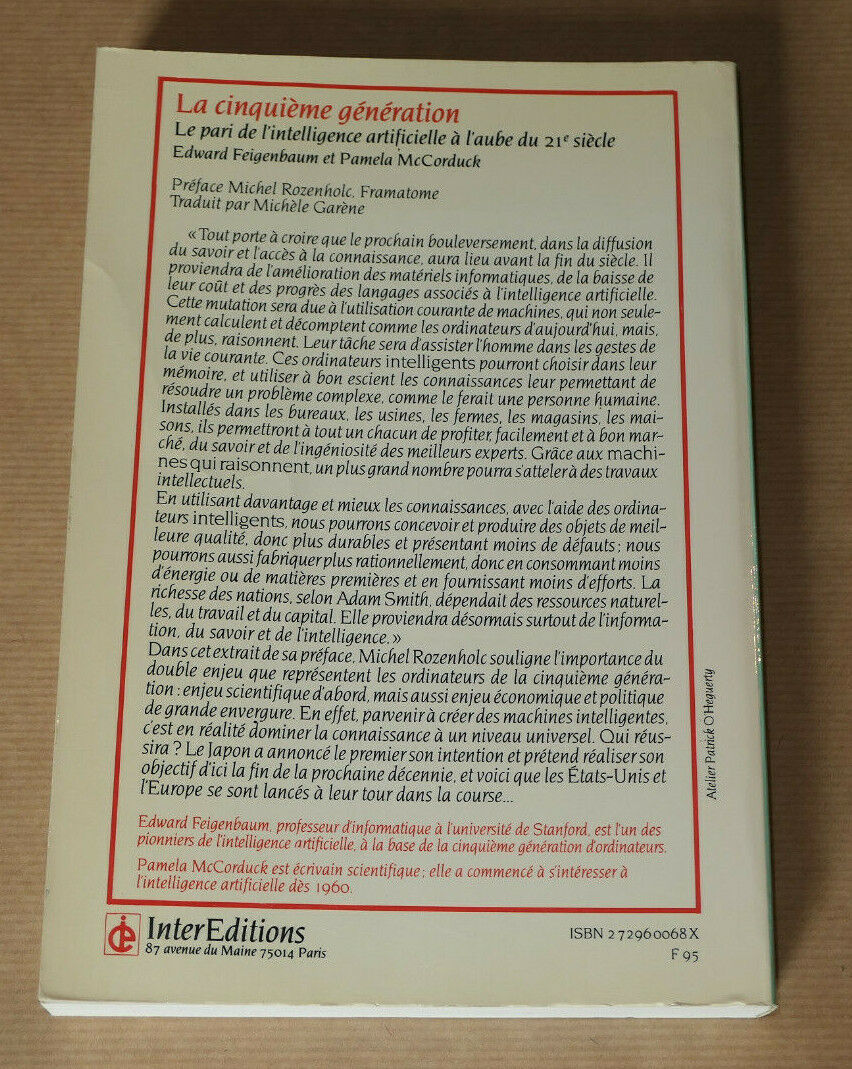 La cinquième génération
Le pari de l'intelligence artificielle à l'aube du 21e siècle
Edward Feigenbaum et Pamela McCorduck
Préface Michel Rozenholc, Framatome
Traduit par Michèle Garène
« Tout porte à croire que le prochain bouleversement, dans la diffusion
du savoir et l'accès à la connaissance, aura lieu avant la fin du siècle. Il
proviendra de l'amélioration des matériels informatiques, de la baisse de
leur coût et des progrès des langages associés à l'intelligence artificielle.
Cette mutation sera due à l'utilisation courante de machines, qui non seule-
ment calculent et décomptent comme les ordinateurs d'aujourd'hui, mais,
de plus, raisonnent. Leur tâche sera d'assister l'homme dans les gestes de
la vie courante. Ces ordinateurs intelligents pourront choisir dans leur
mémoire, et utiliser à bon escient les connaissances leur permettant de
résoudre un problème complexe, comme le ferait une personne humaine.
Installés dans les bureaux, les usines, les fermes, les magasins, les mai-
sons, ils permettront à tout un chacun de profiter, facilement et à bon mar-
ché, du savoir et de l'ingéniosité des meilleurs experts. Grâce aux machi-
nes qui raisonnent, un plus grand nombre pourra s'atteler à des travaux
intellectuels.
En utilisant davantage et mieux les connaissances, avec l'aide des ordina-
teurs intelligents, nous pourrons concevoir et produire des objets de meil-
leure qualité, donc plus durables et présentant moins de défauts ; nous
pourrons aussi fabriquer plus rationnellement, donc en consommant moins
d'énergie ou de matières premières et en fournissant moins d'efforts. La
richesse des nations, selon Adam Smith, dépendait des ressources naturel-
les, du travail et du capital. Elle proviendra désormais surtout de l'informa-
tion, du savoir et de l'intelligence. »
Dans cet extrait de sa préface, Michel Rozenholc souligne l'importance du
double enjeu que représentent les ordinateurs de la cinquième généra-
tion : enjeu scientifique d'abord, mais aussi enjeu économique et politique
de grande envergure. En effet, parvenir à créer des machines intelligentes,
c'est en réalité dominer la connaissance à un niveau universel. Qui réus-
sira ? Le Japon a annoncé le premier son intention et prétend réaliser son
objectif d'ici la fin de la prochaine décennie, et voici que les États-Unis et
l'Europe se sont lancés à leur tour dans la course...
Edward Feigenbaum, professeur d'informatique à l'université de Stanford, est l'un des
pionniers de l'intelligence artificielle, à la base de la cinquième génération d'ordinateurs.
Pamela McCorduck est écrivain scientifique ; elle a commencé à s'intéresser à
l'intelligence artificielle dès 1960.
Atelier Patrick O'Heguerty
InterEditions
87 avenue du Maine 75014 Paris
ISBN 2 7296 0068 X
F 95